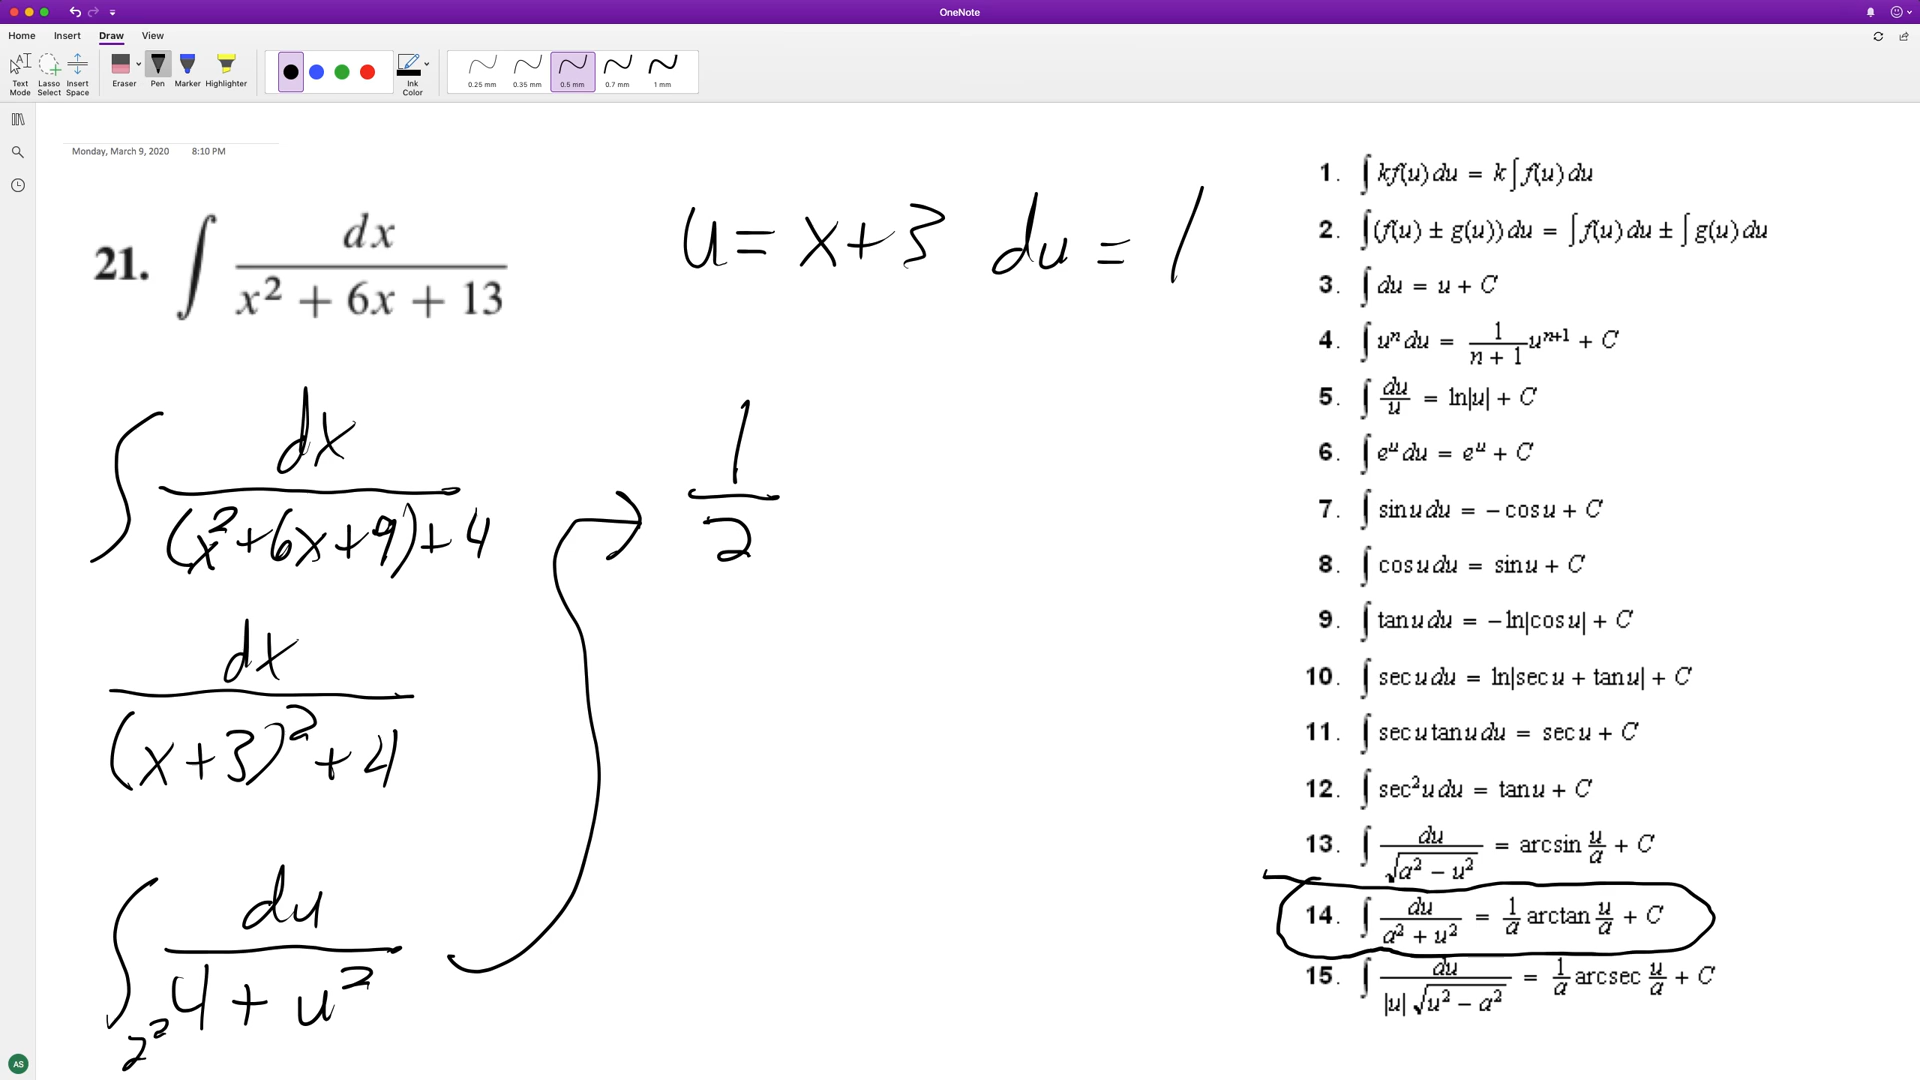 OneNote
Home Insert Draw View
Text Mode Lasso Select Insert Space Eraser Pen Marker Highlighter Ink Color 0.25 mm 0.35 mm 0.5 mm 0.7 mm 1 mm
Monday, March 9, 2020 8:10 PM
21. ∫ dx / (x² + 6x + 13)
u = x+3 du = 1
∫ dx / ((x²+6x+9)+4)
dx / ((x+3)²+4)
∫ du / (4 + u²)
2²
1/2
1. ∫ kf(u) du = k ∫ f(u) du
2. ∫ (f(u) ± g(u)) du = ∫ f(u) du ± ∫ g(u) du
3. ∫ du = u + C
4. ∫ uⁿ du = 1/(n + 1) uⁿ⁺¹ + C
5. ∫ du/u = ln|u| + C
6. ∫ eᵘ du = eᵘ + C
7. ∫ sin u du = − cos u + C
8. ∫ cos u du = sin u + C
9. ∫ tan u du = − ln|cos u| + C
10. ∫ sec u du = ln|sec u + tan u| + C
11. ∫ sec u tan u du = sec u + C
12. ∫ sec² u du = tan u + C
13. ∫ du / √(a² − u²) = arcsin u/a + C
14. ∫ du / (a² + u²) = 1/a arctan u/a + C
15. ∫ du / (|u| √(u² − a²)) = 1/a arcsec u/a + C
AS